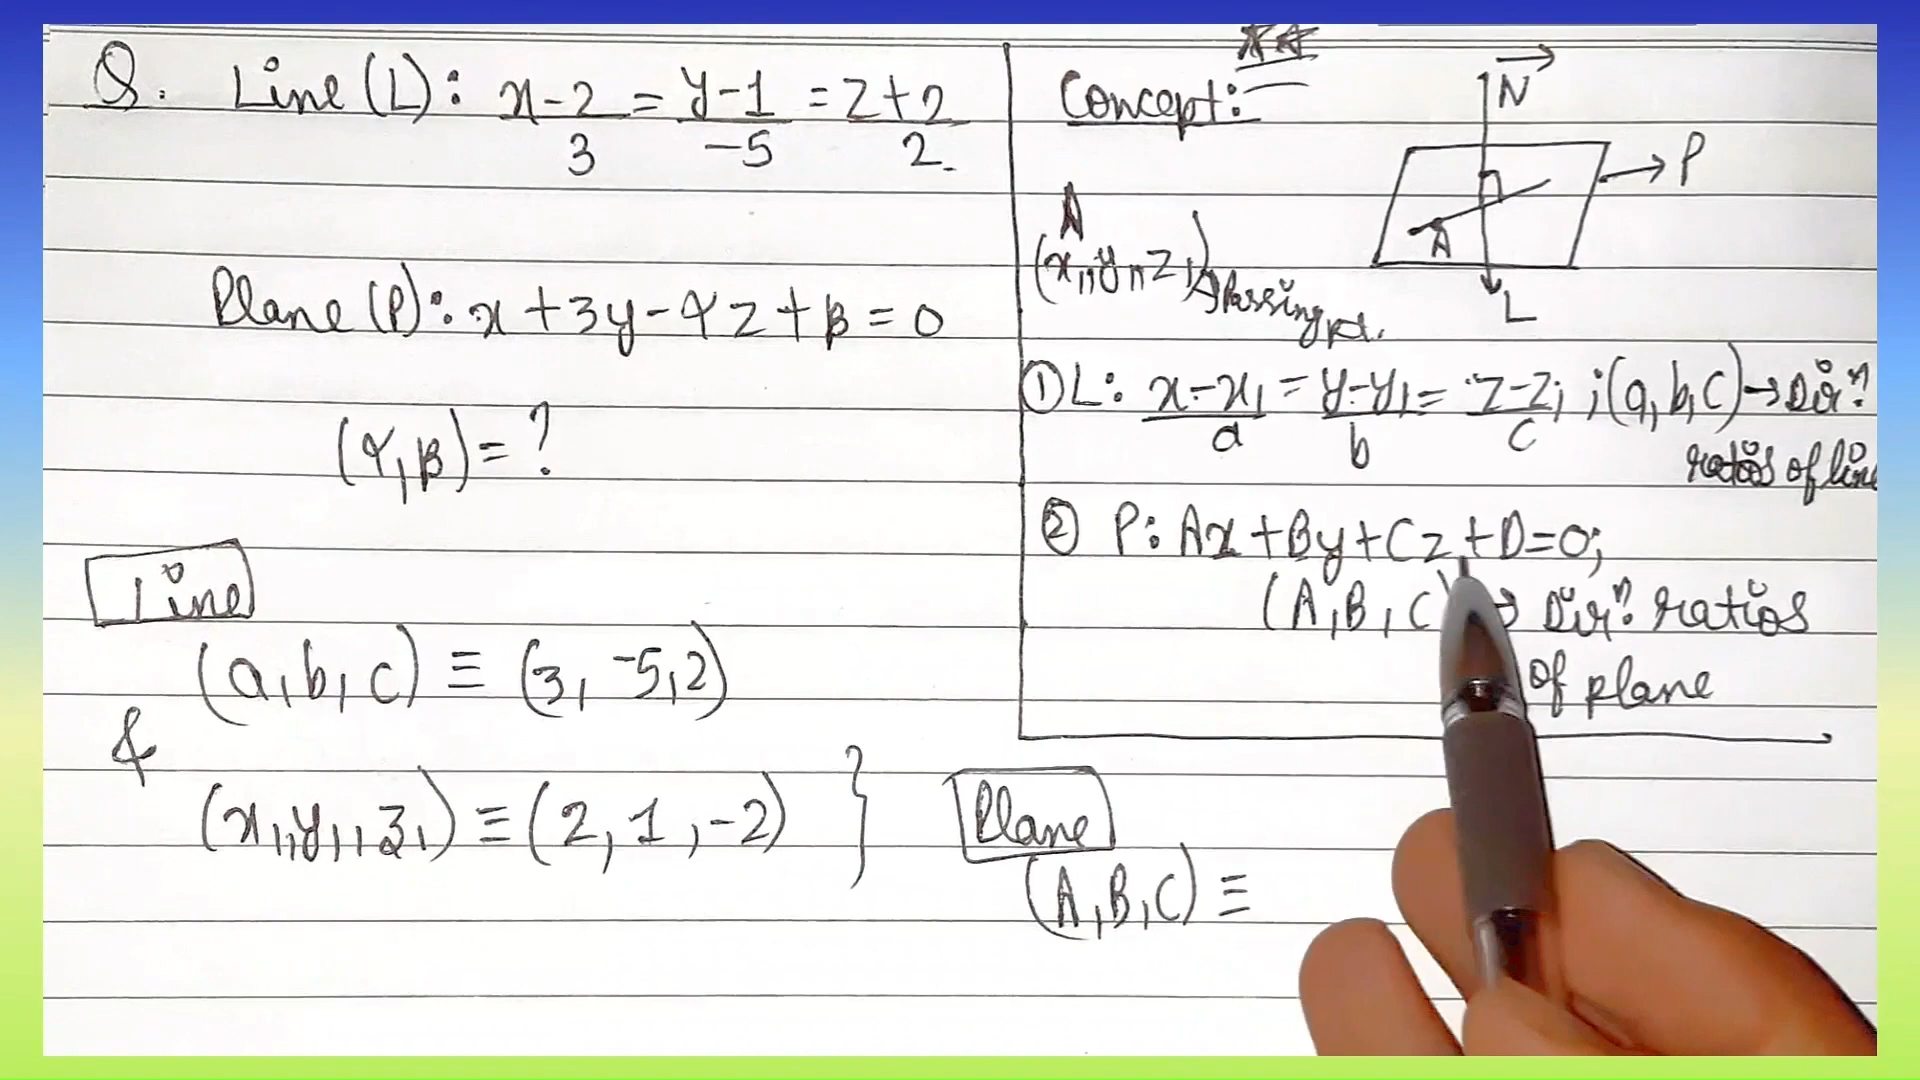 Q. Line (L): x-2/3 = y-1/-5 = z+2/2
Plane (P): x + 3y - αz + β = 0
(α, β) = ?
Line
(a, b, c) ≡ (3, -5, 2)
&
(x₁, y₁, z₁) ≡ (2, 1, -2) }
Concept:
N
P
A
L
A
(x₁, y₁, z₁) → Passing pt.
① L: x-x₁/a = y-y₁/b = z-z₁/c ; (a, b, c) → Dirⁿ.
ratios of line
② P: Ax + By + Cz + D = 0;
(A, B, C) → Dirⁿ. ratios
of plane
Plane
(A, B, C) ≡